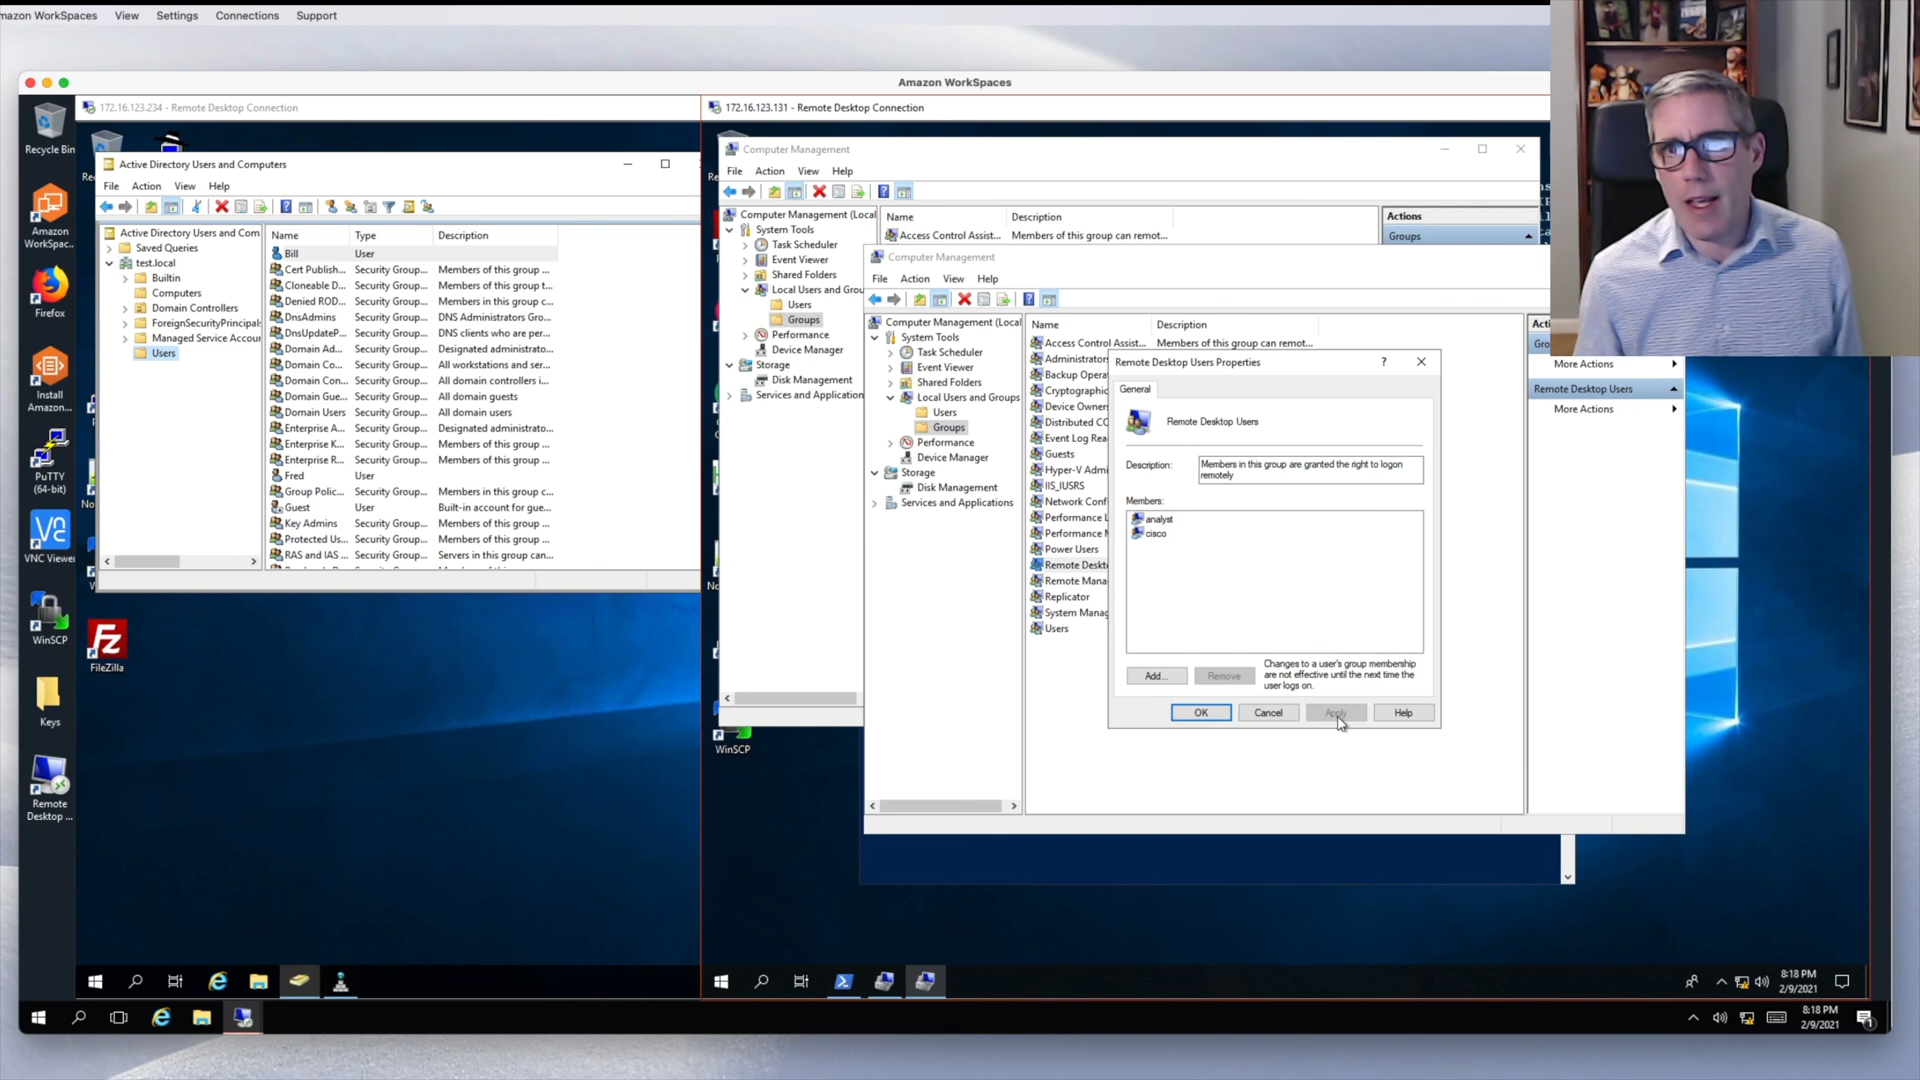 mazon WorkSpaces View Settings Connections Support
Amazon WorkSpaces
Recycle Bin
Amazon
WorkSpac...
Firefox
Install
Amazon...
PuTTY
(64-bit)
VNC Viewer
WinSCP
Keys
Remote
Desktop ...
172.16.123.234 - Remote Desktop Connection
Active Directory Users and Computers
File Action View Help
Active Directory Users and Com
Saved Queries
test.local
Builtin
Computers
Domain Controllers
ForeignSecurityPrincipals
Managed Service Accour
Users
Name Type Description
Bill User
Cert Publish... Security Group... Members of this group ...
Cloneable D... Security Group... Members of this group t...
Denied ROD... Security Group... Members in this group c...
DnsAdmins Security Group... DNS Administrators Gro...
DnsUpdateP... Security Group... DNS clients who are per...
Domain Ad... Security Group... Designated administrato...
Domain Co... Security Group... All workstations and ser...
Domain Con... Security Group... All domain controllers i...
Domain Gue... Security Group... All domain guests
Domain Users Security Group... All domain users
Enterprise A... Security Group... Designated administrato...
Enterprise K... Security Group... Members of this group ...
Enterprise R... Security Group... Members of this group ...
Fred User
Group Polic... Security Group... Members in this group c...
Guest User Built-in account for gue...
Key Admins Security Group... Members of this group ...
Protected Us... Security Group... Members of this group ...
RAS and IAS ... Security Group... Servers in this group can...
FileZilla
172.16.123.131 - Remote Desktop Connection
Computer Management
File Action View Help
Computer Management (Local
System Tools
Task Scheduler
Event Viewer
Shared Folders
Local Users and Grou
Users
Groups
Performance
Device Manager
Storage
Disk Management
Services and Application
Name Description
Access Control Assist... Members of this group can remot...
Actions
Groups
WinSCP
Computer Management
File Action View Help
Computer Management (Local
System Tools
Task Scheduler
Event Viewer
Shared Folders
Local Users and Groups
Users
Groups
Performance
Device Manager
Storage
Disk Management
Services and Applications
Name Description
Access Control Assist... Members of this group can remot...
Administrators
Backup Opera
Cryptographic
Device Owners
Distributed CO
Event Log Rea
Guests
Hyper-V Admi
IIS_IUSRS
Network Conf
Performance L
Performance M
Power Users
Remote Deskto
Remote Mana
Replicator
System Manag
Users
Acti
Gro
More Actions
Remote Desktop Users
More Actions
Remote Desktop Users Properties
General
Remote Desktop Users
Description: Members in this group are granted the right to logon
remotely
Members:
analyst
cisco
Add... Remove
Changes to a user's group membership
are not effective until the next time the
user logs on.
OK Cancel Apply Help
8:18 PM
2/9/2021
8:18 PM
2/9/2021
1